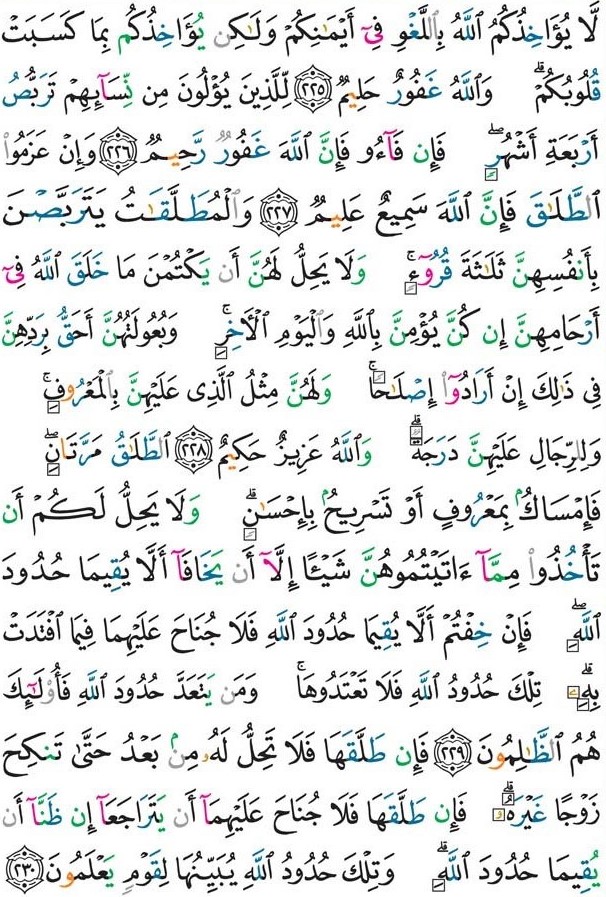 لَّا يُؤَاخِذُكُمُ ٱللَّهُ بِٱللَّغْوِ فِىٓ أَيْمَـٰنِكُمْ وَلَـٰكِن يُؤَاخِذُكُم بِمَا كَسَبَتْ
قُلُوبُكُمْ ۗ وَٱللَّهُ غَفُورٌ حَلِيمٌ ٢٢٥ لِّلَّذِينَ يُؤْلُونَ مِن نِّسَآئِهِمْ تَرَبُّصُ
أَرْبَعَةِ أَشْهُرٍ ۖ فَإِن فَآءُو فَإِنَّ ٱللَّهَ غَفُورٌ رَّحِيمٌ ٢٢٦ وَإِنْ عَزَمُوا۟
ٱلطَّلَـٰقَ فَإِنَّ ٱللَّهَ سَمِيعٌ عَلِيمٌ ٢٢٧ وَٱلْمُطَلَّقَـٰتُ يَتَرَبَّصْنَ
بِأَنفُسِهِنَّ ثَلَـٰثَةَ قُرُوٓءٍ ۚ وَلَا يَحِلُّ لَهُنَّ أَن يَكْتُمْنَ مَا خَلَقَ ٱللَّهُ فِىٓ
أَرْحَامِهِنَّ إِن كُنَّ يُؤْمِنَّ بِٱللَّهِ وَٱلْيَوْمِ ٱلْـَٔاخِرِ ۚ وَبُعُولَتُهُنَّ أَحَقُّ بِرَدِّهِنَّ
فِى ذَٰلِكَ إِنْ أَرَادُوٓا۟ إِصْلَـٰحًا ۚ وَلَهُنَّ مِثْلُ ٱلَّذِى عَلَيْهِنَّ بِٱلْمَعْرُوفِ ۚ
وَلِلرِّجَالِ عَلَيْهِنَّ دَرَجَةٌ ۗ وَٱللَّهُ عَزِيزٌ حَكِيمٌ ٢٢٨ ٱلطَّلَـٰقُ مَرَّتَانِ ۖ
فَإِمْسَاكٌۢ بِمَعْرُوفٍ أَوْ تَسْرِيحٌۢ بِإِحْسَـٰنٍ ۗ وَلَا يَحِلُّ لَكُمْ أَن
تَأْخُذُوا۟ مِمَّآ ءَاتَيْتُمُوهُنَّ شَيْـًٔا إِلَّآ أَن يَخَافَآ أَلَّا يُقِيمَا حُدُودَ
ٱللَّهِ ۖ فَإِنْ خِفْتُمْ أَلَّا يُقِيمَا حُدُودَ ٱللَّهِ فَلَا جُنَاحَ عَلَيْهِمَا فِيمَا ٱفْتَدَتْ
بِهِۦ ۗ تِلْكَ حُدُودُ ٱللَّهِ فَلَا تَعْتَدُوهَا ۚ وَمَن يَتَعَدَّ حُدُودَ ٱللَّهِ فَأُو۟لَـٰٓئِكَ
هُمُ ٱلظَّـٰلِمُونَ ٢٢٩ فَإِن طَلَّقَهَا فَلَا تَحِلُّ لَهُۥ مِنۢ بَعْدُ حَتَّىٰ تَنكِحَ
زَوْجًا غَيْرَهُۥ ۗ فَإِن طَلَّقَهَا فَلَا جُنَاحَ عَلَيْهِمَآ أَن يَتَرَاجَعَآ إِن ظَنَّآ أَن
يُقِيمَا حُدُودَ ٱللَّهِ ۗ وَتِلْكَ حُدُودُ ٱللَّهِ يُبَيِّنُهَا لِقَوْمٍ يَعْلَمُونَ ٢٣٠